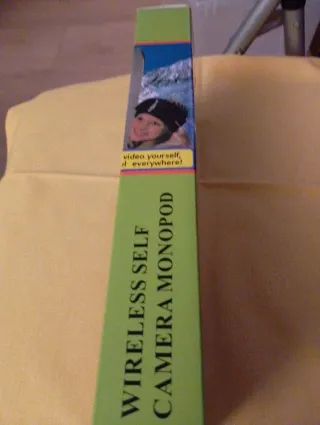 video yourself,
everywhere!
WIRELESS SELF
CAMERA MONOPOD